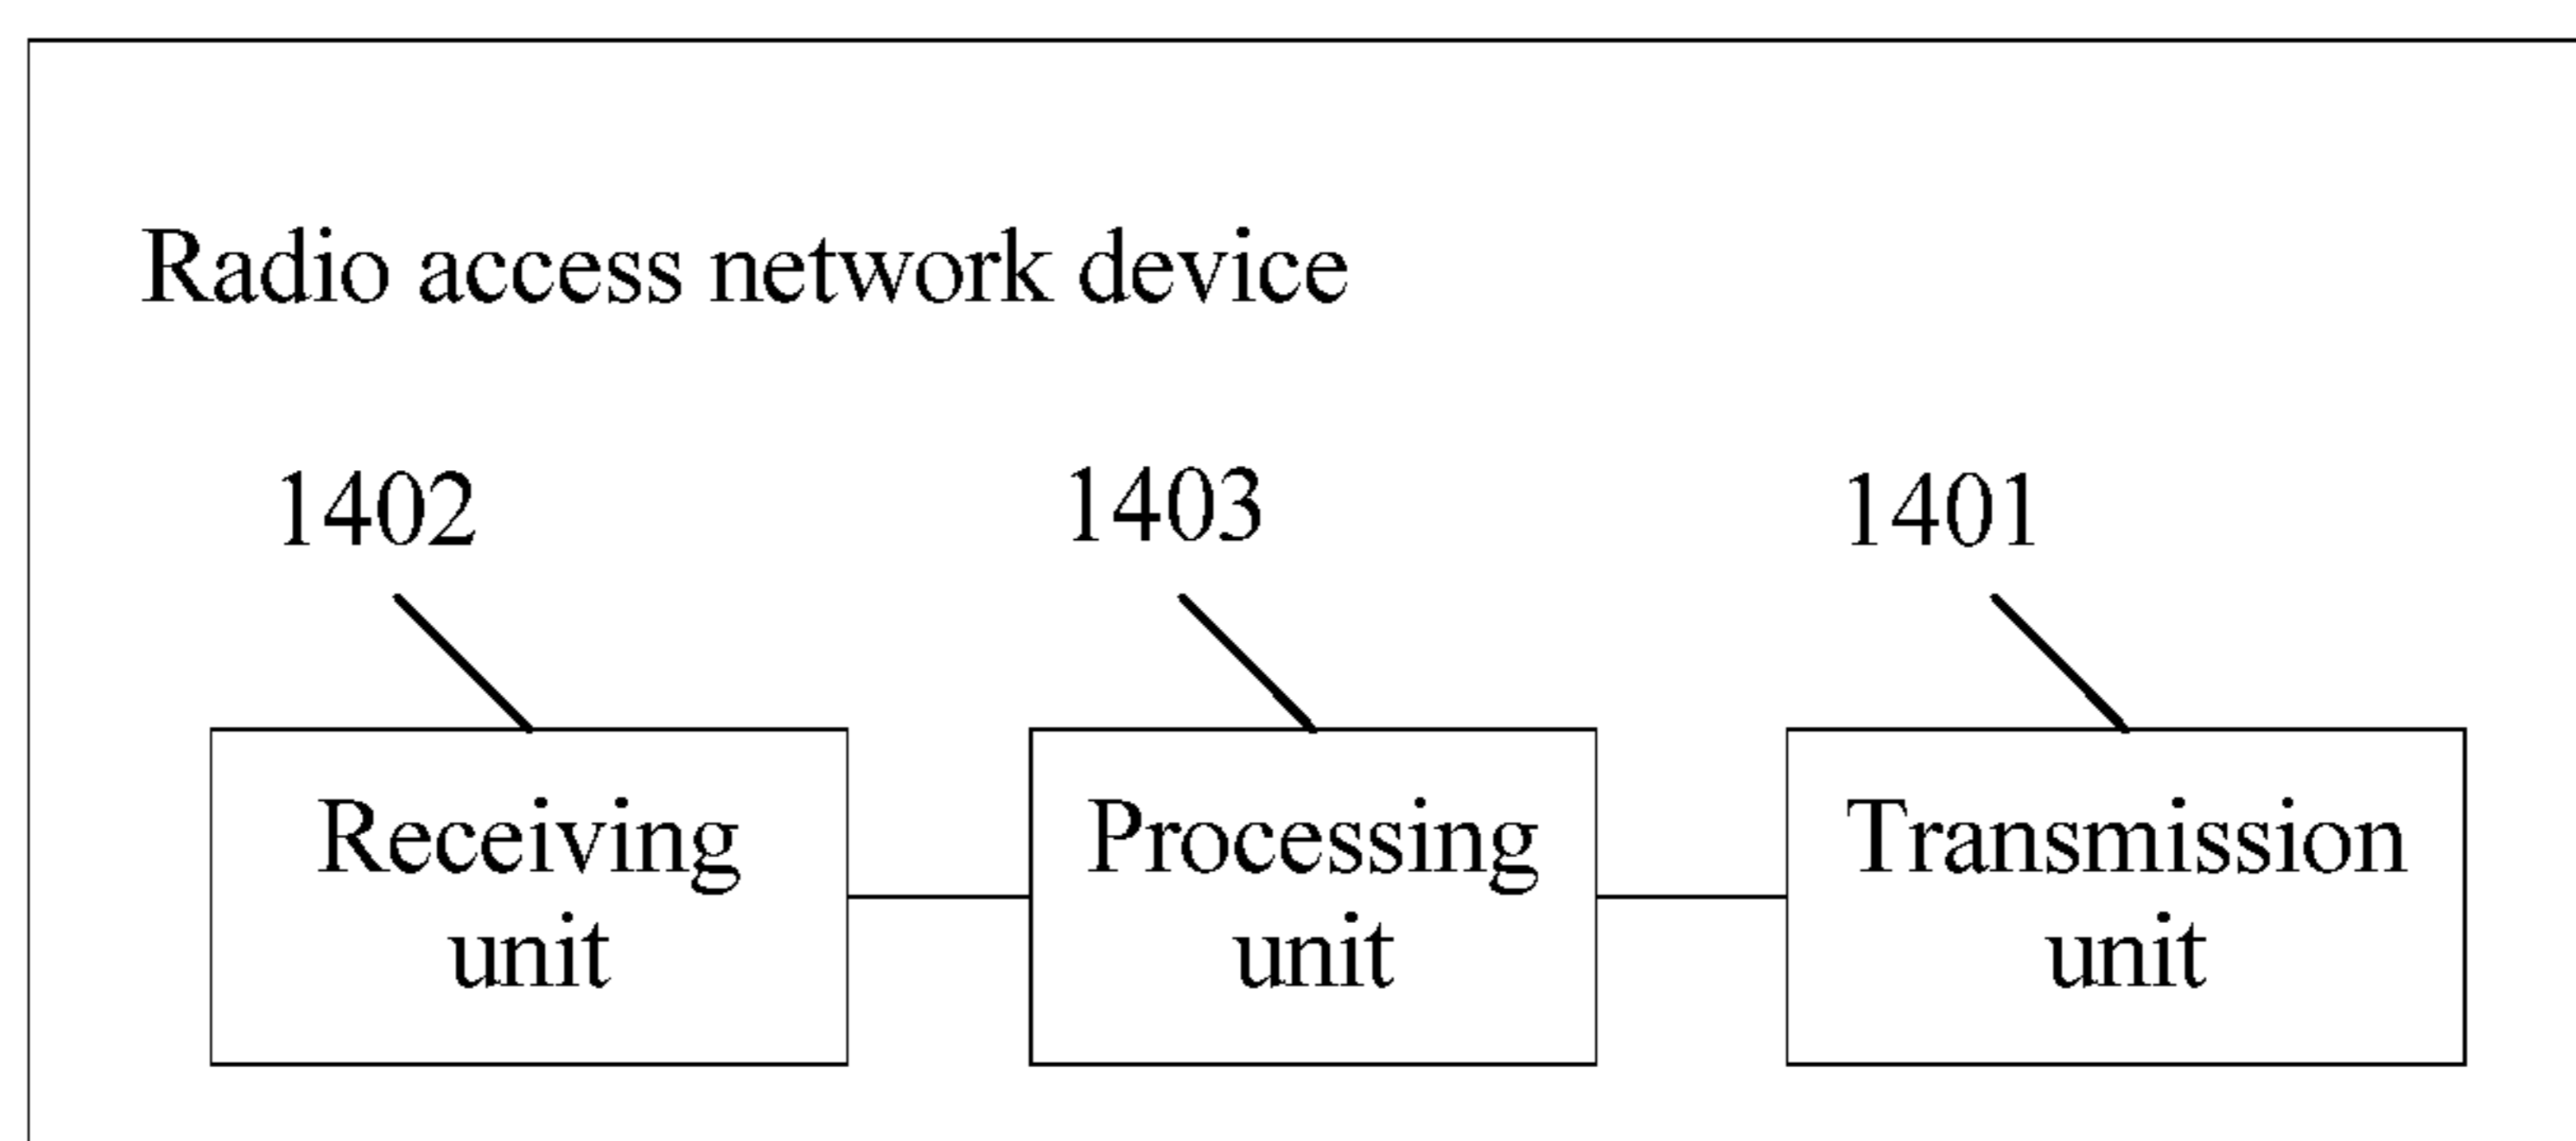 Radio access network device
1402
1403
1401
Receiving
unit
Processing
unit
Transmission
unit